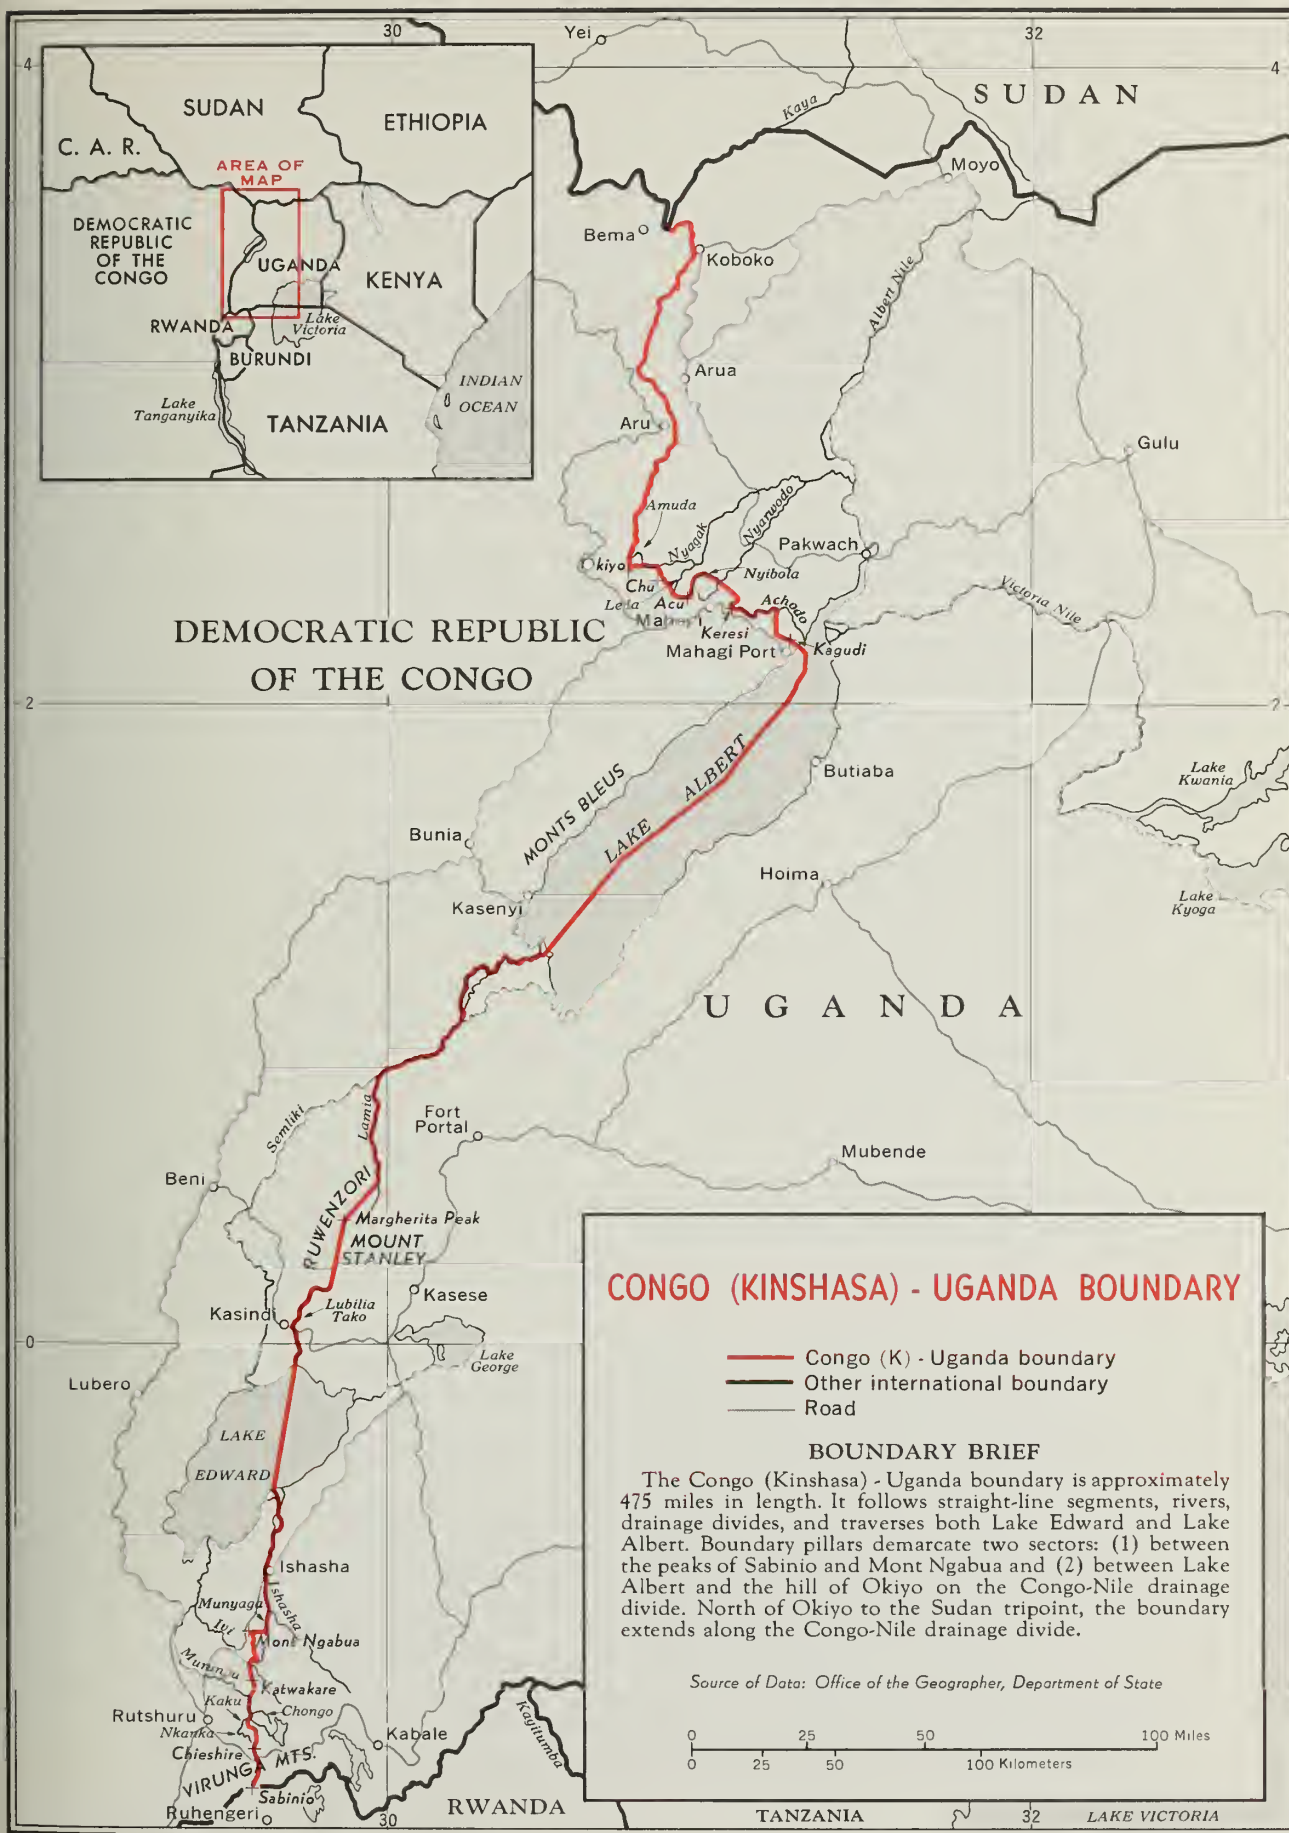 30
32
4
4
Yei
Kaya
SUDAN
Moyo
SUDAN
ETHIOPIA
C. A. R.
AREA OF
MAP
DEMOCRATIC
REPUBLIC
OF THE
CONGO
UGANDA
KENYA
RWANDA
Lake
Victoria
BURUNDI
Lake
Tanganyika
INDIAN
OCEAN
TANZANIA
Bema
Koboko
Albert Nile
Arua
Aru
Gulu
Amuda
Nyagak
Nyarwodo
Okiyo
Pakwach
Chu
Nyibola
Leda
Acu
Achodo
Victoria Nile
Keresi
Mahagi Port
Kagudi
DEMOCRATIC REPUBLIC
OF THE CONGO
2
2
MONTS BLEUS
LAKE ALBERT
Butiaba
Lake
Kwania
Bunia
Hoima
Kasenyi
Lake
Kyoga
UGANDA
Semliki
Lamia
Fort
Portal
Mubende
Beni
RUWENZORI
Margherita Peak
MOUNT
STANLEY
Kasese
Kasindi
Lubilia
Tako
0
Lake
George
Lubero
LAKE
EDWARD
Ishasha
Ishasha
Munyaga
Ivi
Mont Ngabua
Katwakare
Kaku
Chongo
Rutshuru
Nkanka
Kabale
Chieshire
VIRUNGA MTS.
Sabinio
Ruhengeri
30
RWANDA
Kagitumba
CONGO (KINSHASA) - UGANDA BOUNDARY
Congo (K) - Uganda boundary
Other international boundary
Road
BOUNDARY BRIEF
The Congo (Kinshasa) - Uganda boundary is approximately
475 miles in length. It follows straight-line segments, rivers,
drainage divides, and traverses both Lake Edward and Lake
Albert. Boundary pillars demarcate two sectors: (1) between
the peaks of Sabinio and Mont Ngabua and (2) between Lake
Albert and the hill of Okiyo on the Congo-Nile drainage
divide. North of Okiyo to the Sudan tripoint, the boundary
extends along the Congo-Nile drainage divide.
Source of Data: Office of the Geographer, Department of State
0 25 50 100 Miles
0 25 50 100 Kilometers
TANZANIA
32
LAKE VICTORIA